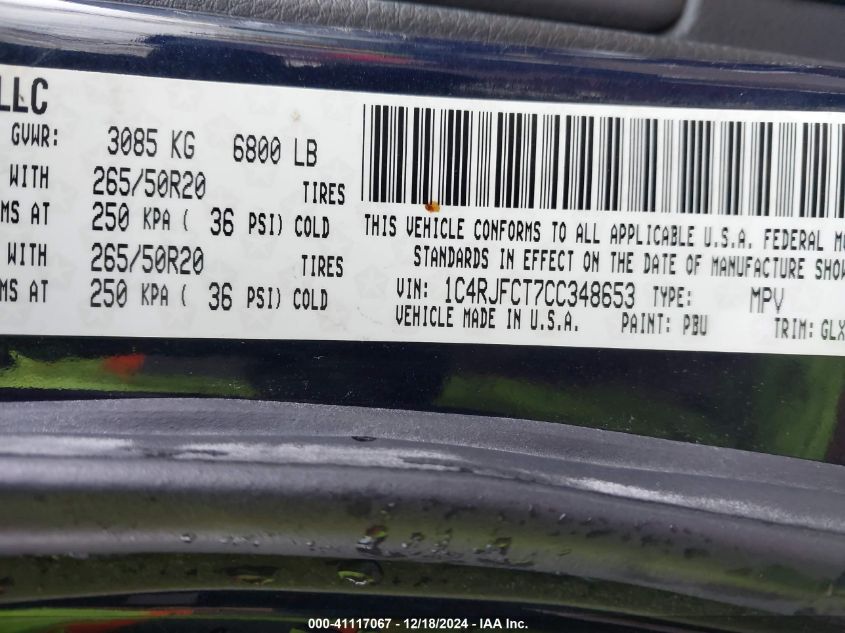 LLC
GVWR: 3085 KG 6800 LB
WITH 265/50R20 TIRES
MS AT 250 KPA ( 36 PSI) COLD
WITH 265/50R20 TIRES
MS AT 250 KPA ( 36 PSI) COLD
THIS VEHICLE CONFORMS TO ALL APPLICABLE U.S.A. FEDERAL MO
STANDARDS IN EFFECT ON THE DATE OF MANUFACTURE SHOW
VIN: 1C4RJFCT7CC348653 TYPE: MPV
VEHICLE MADE IN U.S.A. PAINT: PBU TRIM: GLX
000-41117067 - 12/18/2024 - IAA Inc.